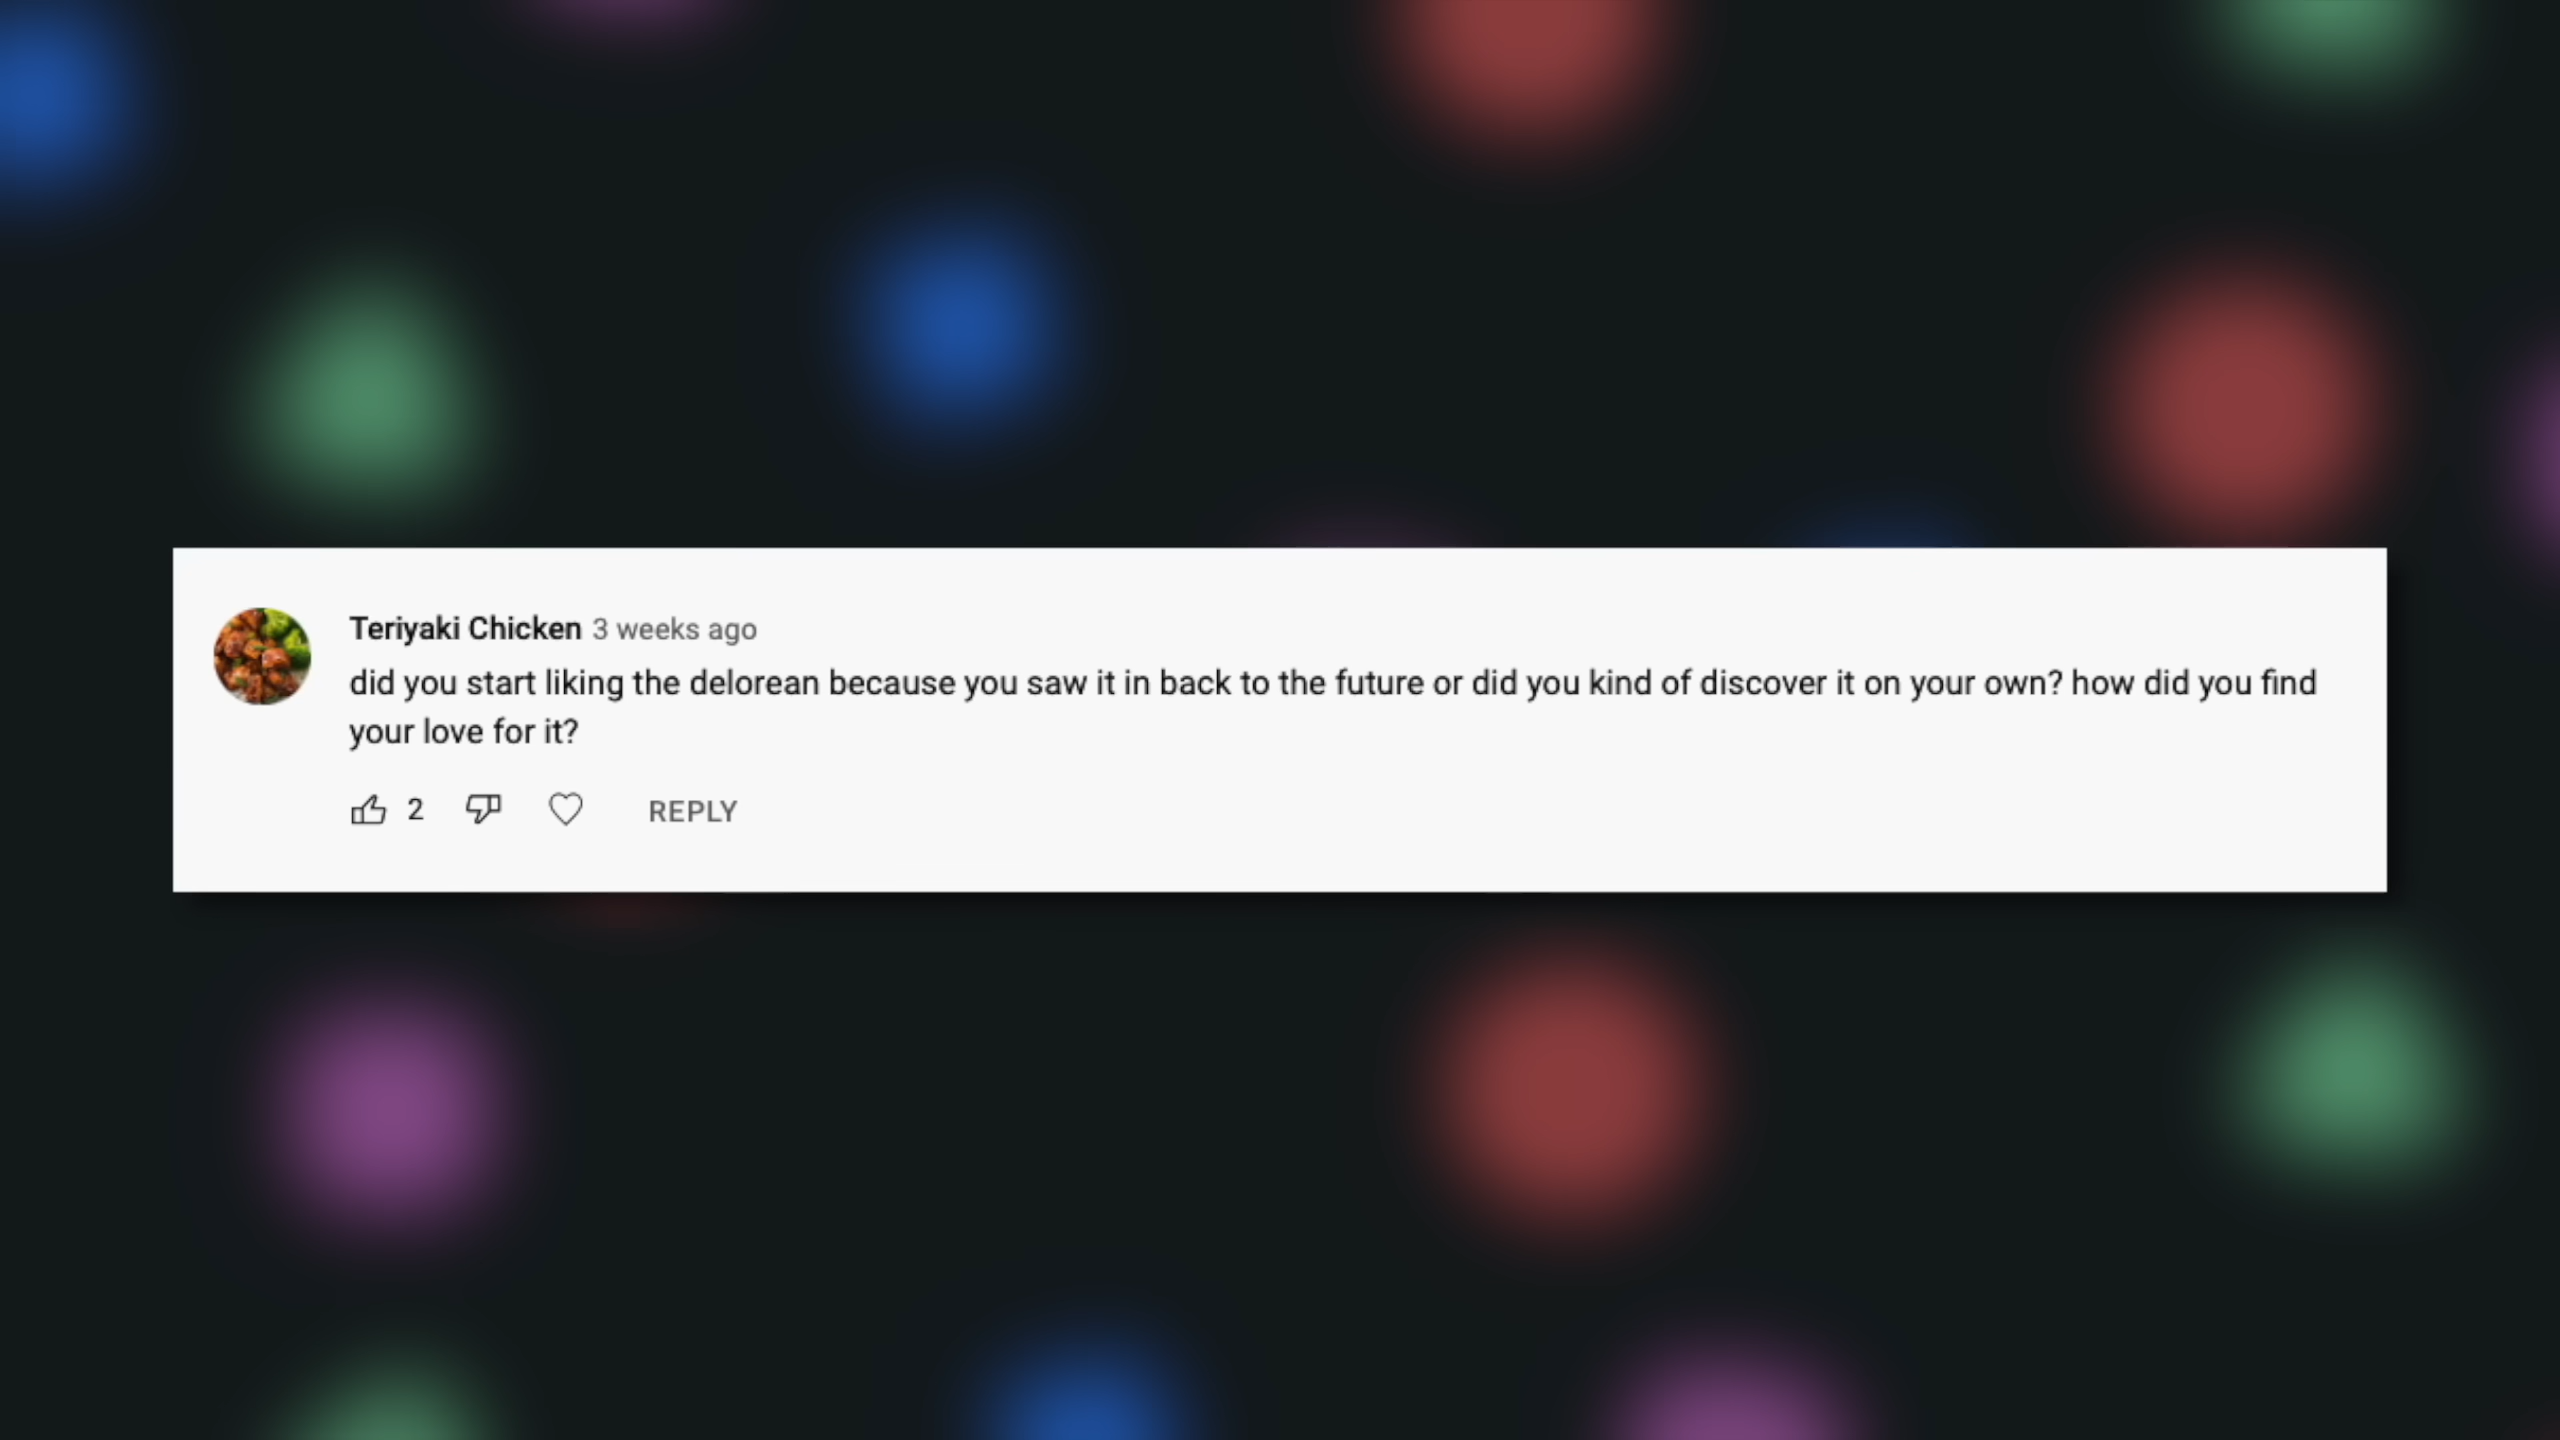 Teriyaki Chicken 3 weeks ago
did you start liking the delorean because you saw it in back to the future or did you kind of discover it on your own? how did you find
your love for it?
2 REPLY